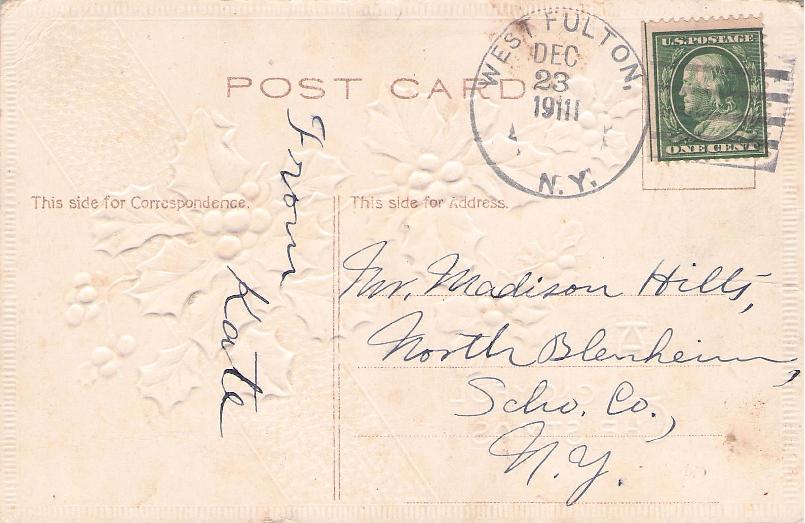 POST CARD
WEST FULTON.
DEC
23
1911
N.Y.
U.S. POSTAGE
ONE CENT
This side for Correspondence.
This side for Address.
From Kate
Mr. Madison Hills,
North Blenheim,
Scho. Co.,
N.Y.